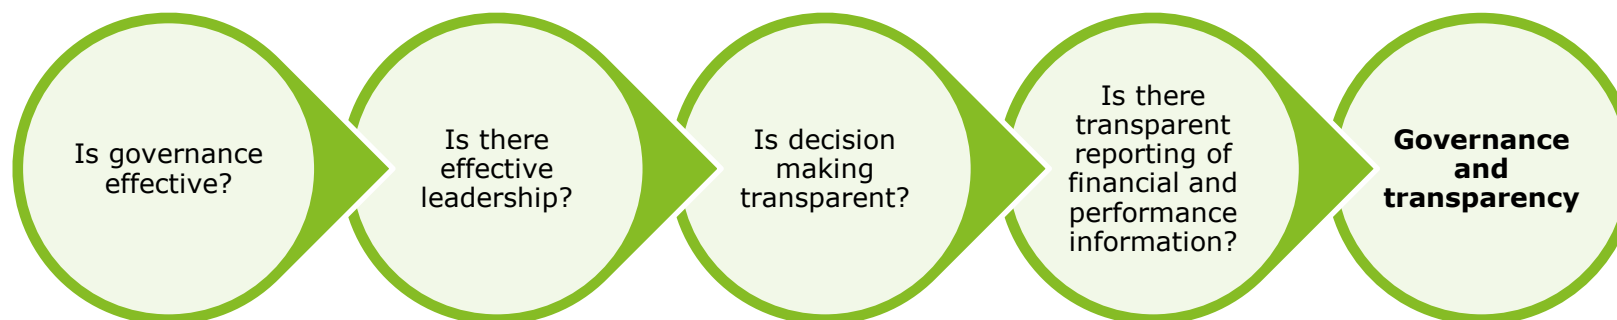 Is governance
effective?
Is there
effective
leadership?
Is decision
making
transparent?
Is there
transparent
reporting of
financial and
performance
information?
Governance
and
transparency